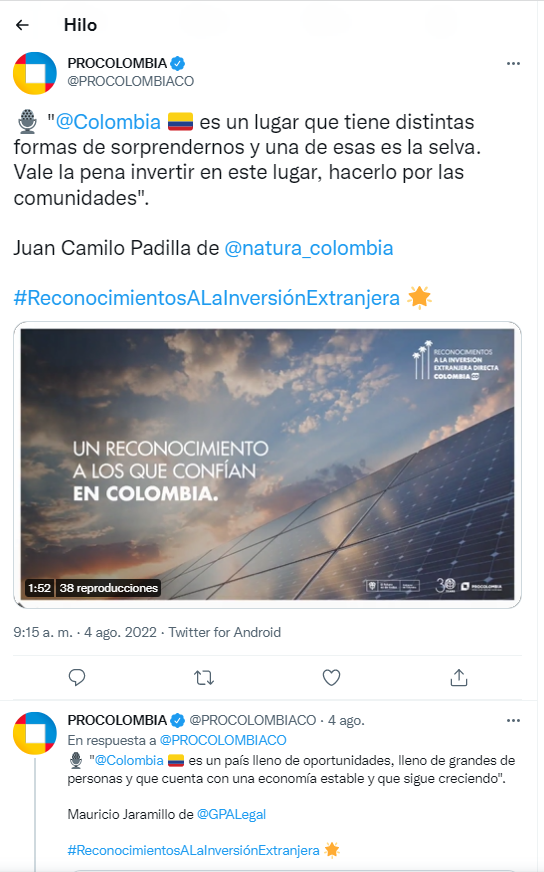 Hilo
PROCOLOMBIA
@PROCOLOMBIACO
"@Colombia es un lugar que tiene distintas
formas de sorprendernos y una de esas es la selva.
Vale la pena invertir en este lugar, hacerlo por las
comunidades".
Juan Camilo Padilla de @natura_colombia
#ReconocimientosALaInversiónExtranjera
RECONOCIMIENTOS
A LA INVERSIÓN
EXTRANJERA DIRECTA
COLOMBIA
UN RECONOCIMIENTO
A LOS QUE CONFÍAN
EN COLOMBIA.
1:52 38 reproducciones
30 PROCOLOMBIA
9:15 a. m. · 4 ago. 2022 · Twitter for Android
PROCOLOMBIA @PROCOLOMBIACO · 4 ago.
En respuesta a @PROCOLOMBIACO
"@Colombia es un país lleno de oportunidades, lleno de grandes de
personas y que cuenta con una economía estable y que sigue creciendo".
Mauricio Jaramillo de @GPALegal
#ReconocimientosALaInversiónExtranjera